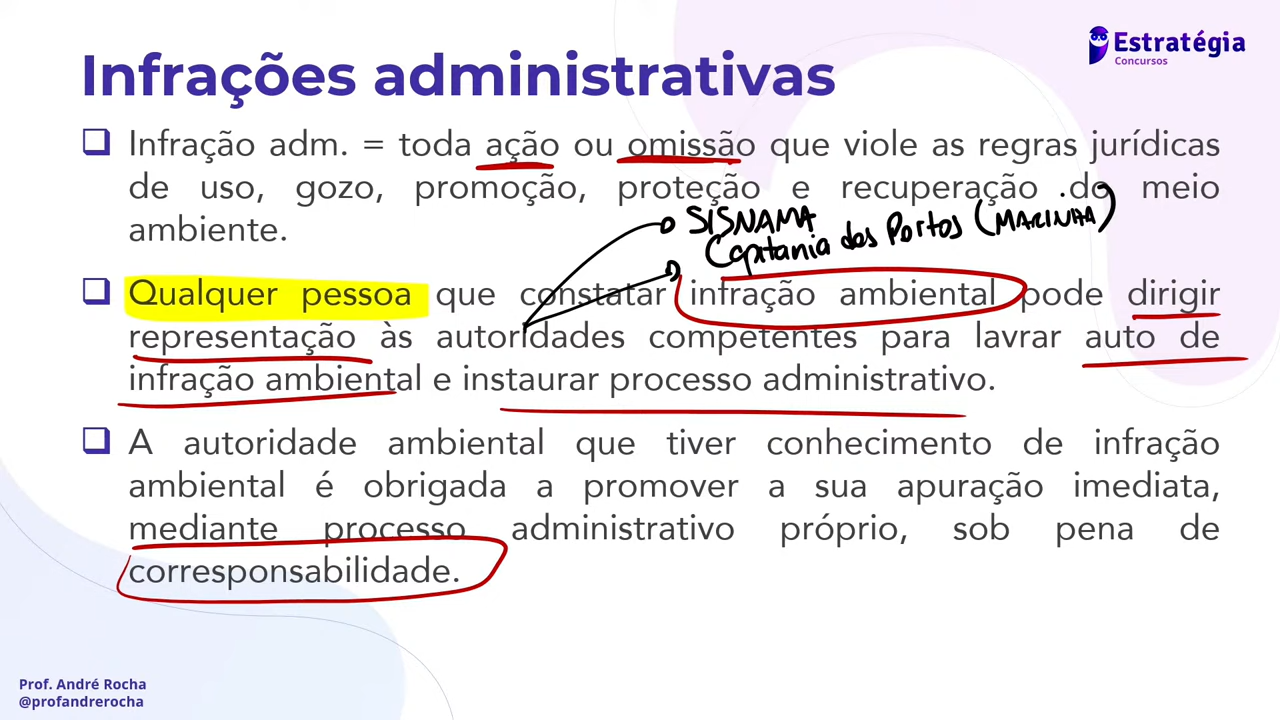 Estratégia
Concursos
Infrações administrativas
Infração adm. = toda ação ou omissão que viole as regras jurídicas
de uso, gozo, promoção, proteção e recuperação do meio
ambiente.
SISNAMA
Capitania dos Portos (MARINHA)
Qualquer pessoa que constatar infração ambiental pode dirigir
representação às autoridades competentes para lavrar auto de
infração ambiental e instaurar processo administrativo.
A autoridade ambiental que tiver conhecimento de infração
ambiental é obrigada a promover a sua apuração imediata,
mediante processo administrativo próprio, sob pena de
corresponsabilidade.
Prof. André Rocha
@profandrerocha